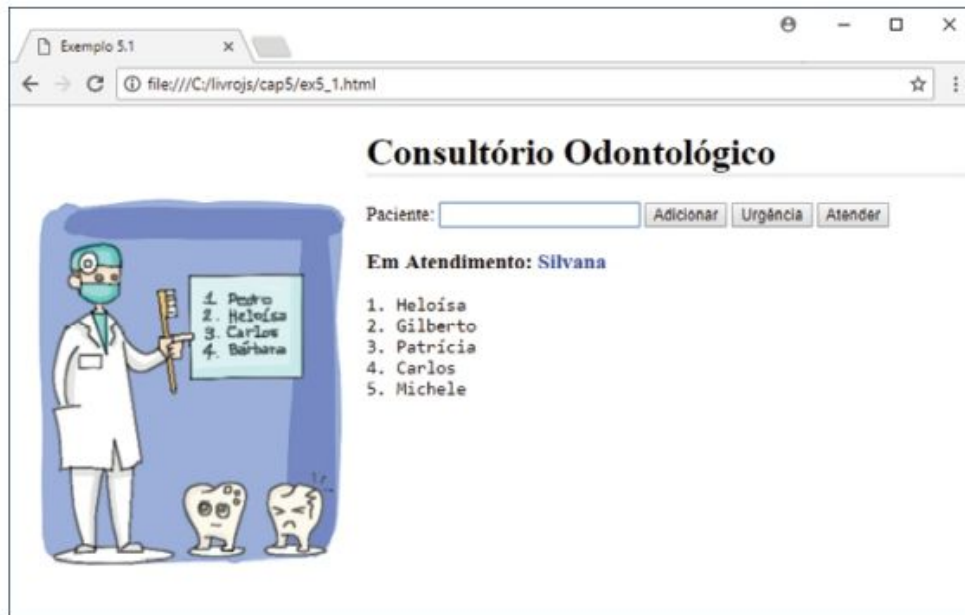 Exemplo 5.1
file:///C:/livrojs/cap5/ex5_1.html
Consultório Odontológico
Paciente: Adicionar Urgência Atender
Em Atendimento: Silvana
1. Heloísa
2. Gilberto
3. Patrícia
4. Carlos
5. Michele
1. Pedro
2. Heloísa
3. Carlos
4. Bárbara